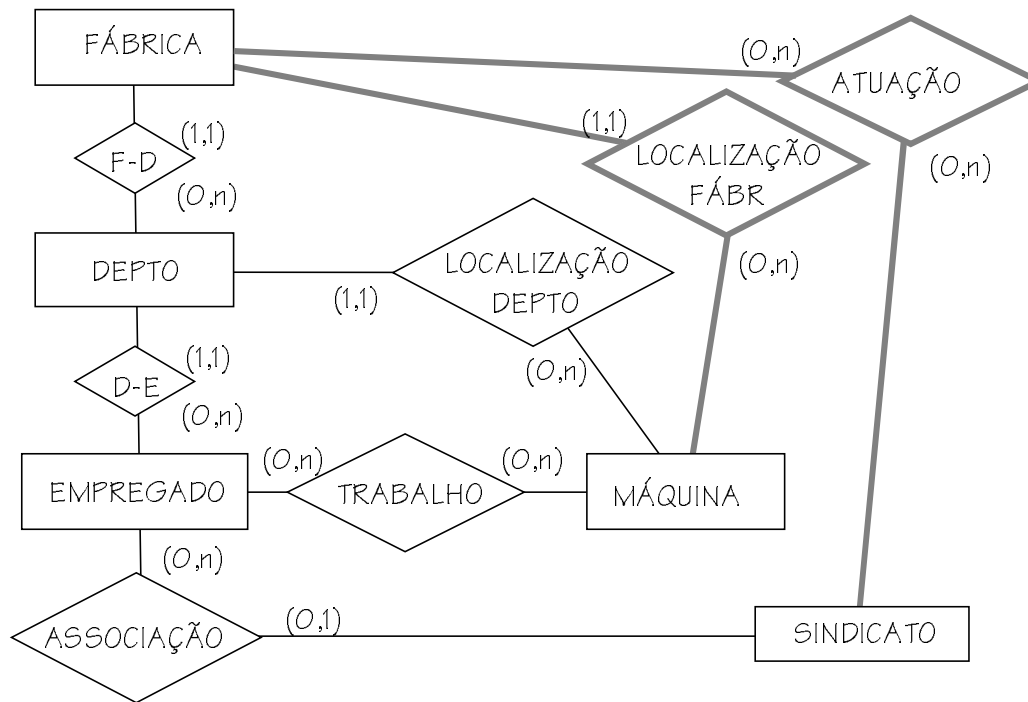 FÁBRICA
(0,n)
ATUAÇÃO
(1,1)
(1,1)
F-D
LOCALIZAÇÃO
FÁBR
(0,n)
(0,n)
DEPTO
LOCALIZAÇÃO
DEPTO
(0,n)
(1,1)
(1,1)
D-E
(0,n)
(0,n)
EMPREGADO
(0,n)
TRABALHO
(0,n)
MÁQUINA
(0,n)
ASSOCIAÇÃO
(0,1)
SINDICATO